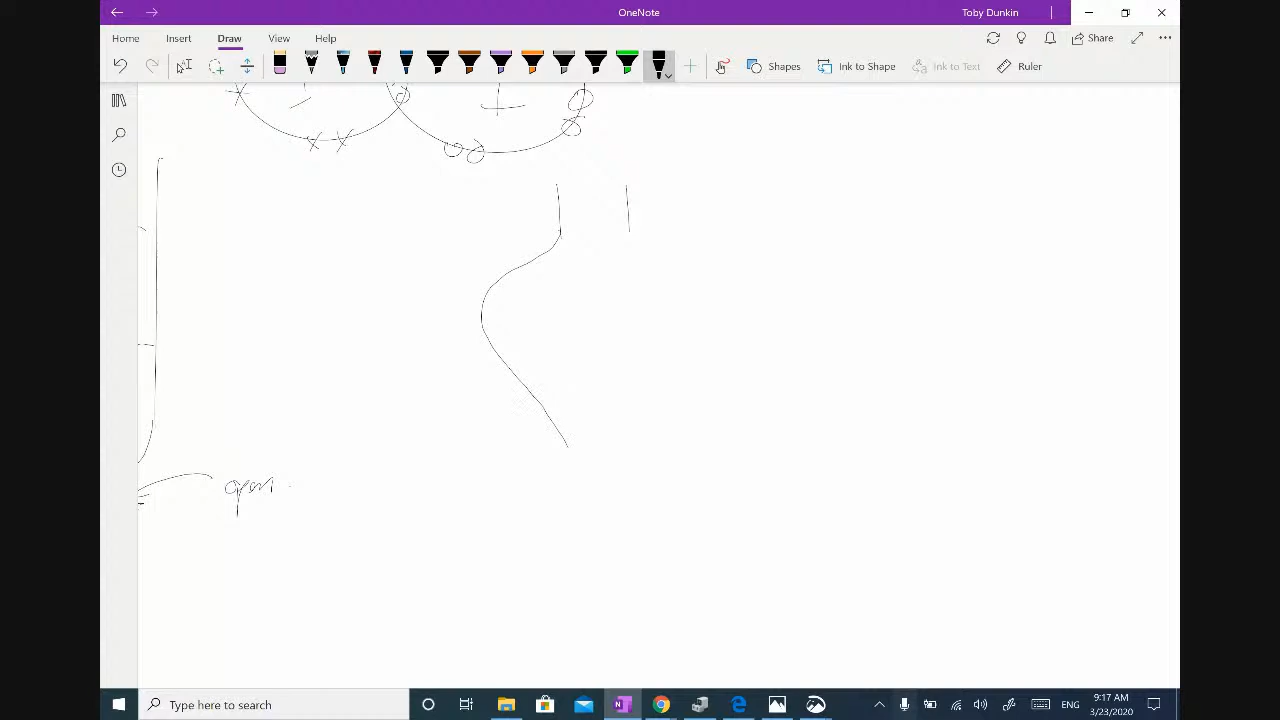 OneNote
Toby Dunkin
Home Insert Draw View Help
Share
Shapes Ink to Shape Ink to Text Ruler
open
Type here to search
ENG
9:17 AM
3/23/2020